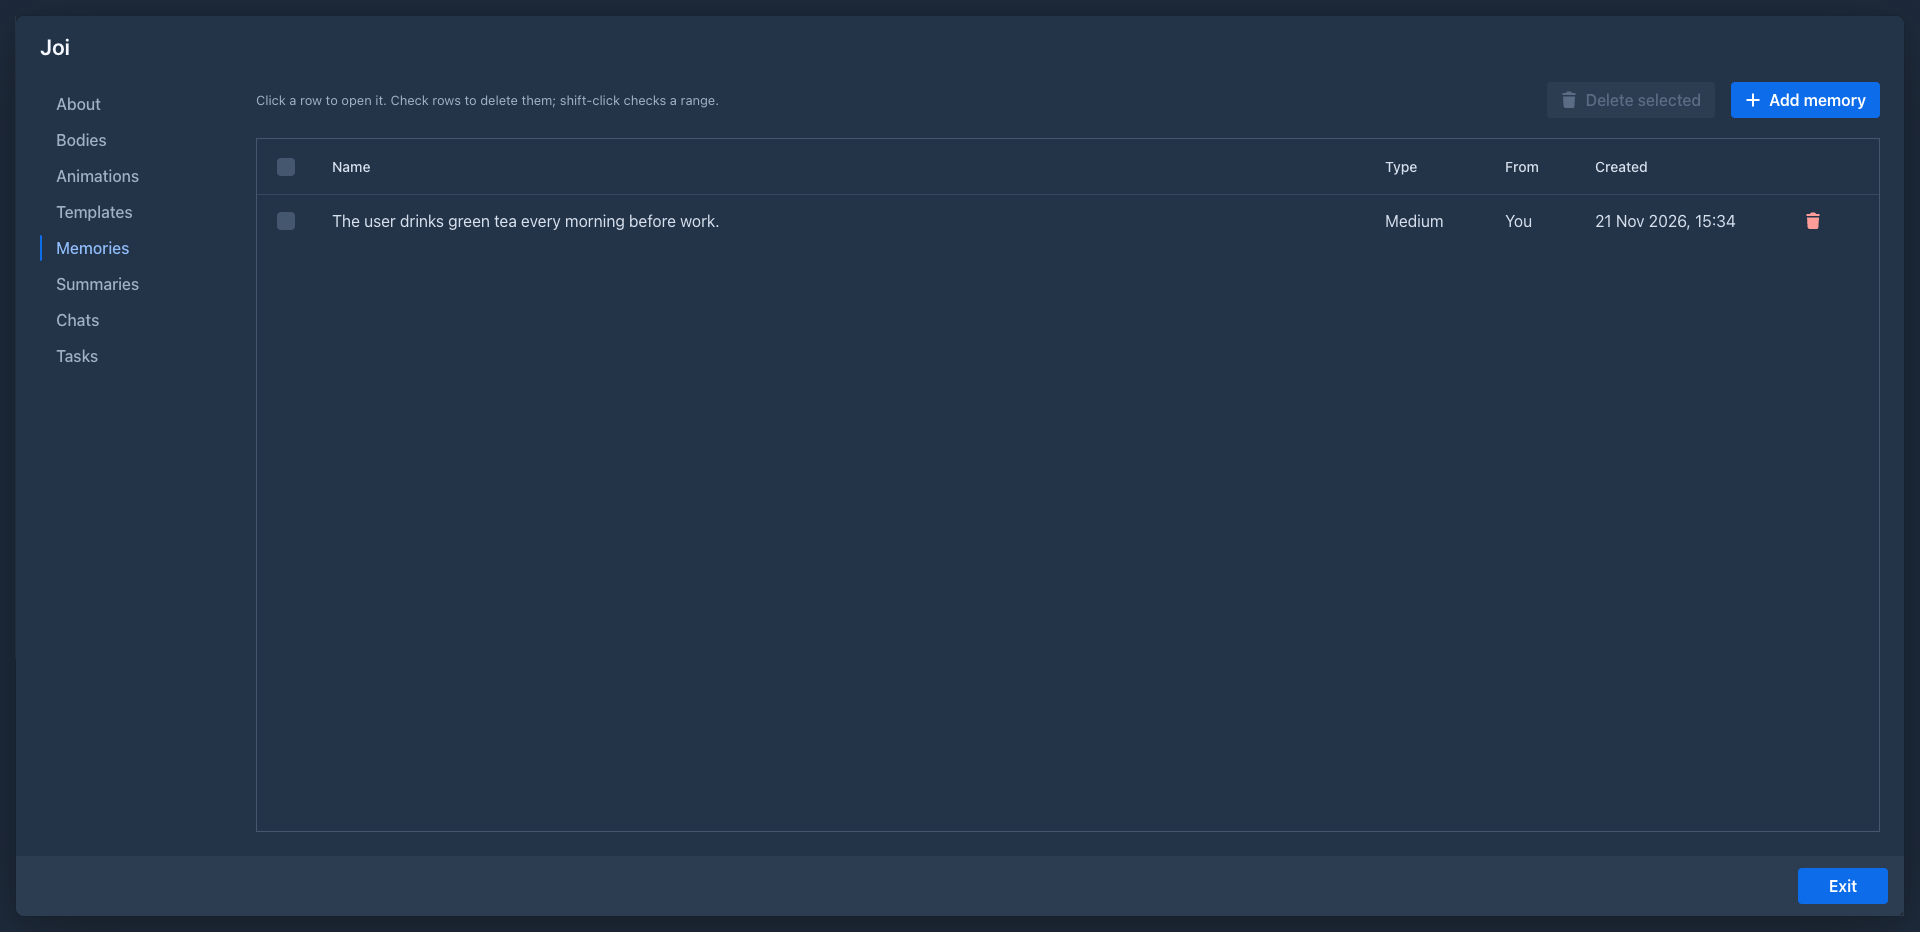 Joi
About
Bodies
Animations
Templates
Memories
Summaries
Chats
Tasks
Click a row to open it. Check rows to delete them; shift-click checks a range.
Delete selected
Add memory
Name Type From Created
The user drinks green tea every morning before work. Medium You 21 Nov 2026, 15:34
Exit